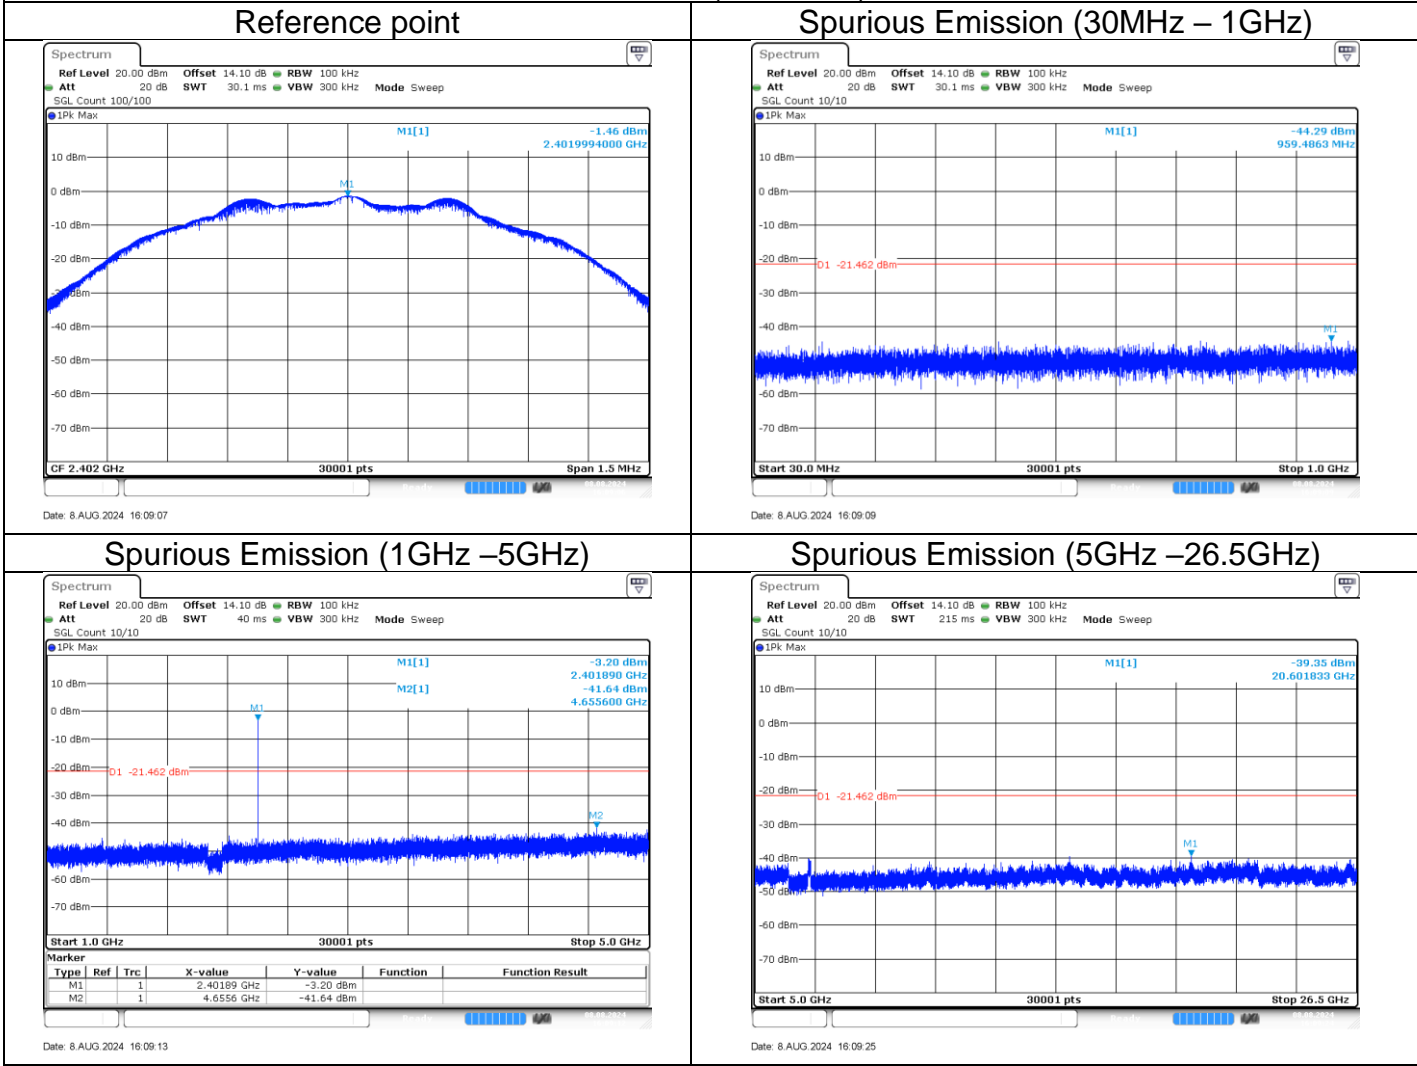 Reference point
Spectrum
Ref Level 20.00 dBm Offset 14.10 dB RBW 100 kHz
Att 20 dB SWT 30.1 ms VBW 300 kHz Mode Sweep
SGL Count 100/100
1Pk Max
M1[1] -1.46 dBm
2.4019994000 GHz
10 dBm
M1
0 dBm
-10 dBm
-20 dBm
-30 dBm
-40 dBm
-50 dBm
-60 dBm
-70 dBm
CF 2.402 GHz 30001 pts Span 1.5 MHz
Date: 8.AUG.2024 16:09:07
Spurious Emission (30MHz – 1GHz)
Spectrum
Ref Level 20.00 dBm Offset 14.10 dB RBW 100 kHz
Att 20 dB SWT 30.1 ms VBW 300 kHz Mode Sweep
SGL Count 10/10
1Pk Max
M1[1] -44.29 dBm
959.4863 MHz
10 dBm
0 dBm
-10 dBm
-20 dBm
D1 -21.462 dBm
-30 dBm
-40 dBm
M1
-50 dBm
-60 dBm
-70 dBm
Start 30.0 MHz 30001 pts Stop 1.0 GHz
Date: 8.AUG.2024 16:09:09
Spurious Emission (1GHz –5GHz)
Spectrum
Ref Level 20.00 dBm Offset 14.10 dB RBW 100 kHz
Att 20 dB SWT 40 ms VBW 300 kHz Mode Sweep
SGL Count 10/10
1Pk Max
M1[1] -3.20 dBm
2.401890 GHz
10 dBm M2[1] -41.64 dBm
4.655600 GHz
M1
0 dBm
-10 dBm
-20 dBm
D1 -21.462 dBm
-30 dBm
M2
-40 dBm
-60 dBm
-70 dBm
Start 1.0 GHz 30001 pts Stop 5.0 GHz
Marker
Type Ref Trc X-value Y-value Function Function Result
M1 1 2.40189 GHz -3.20 dBm
M2 1 4.6556 GHz -41.64 dBm
Date: 8.AUG.2024 16:09:13
Spurious Emission (5GHz –26.5GHz)
Spectrum
Ref Level 20.00 dBm Offset 14.10 dB RBW 100 kHz
Att 20 dB SWT 215 ms VBW 300 kHz Mode Sweep
SGL Count 10/10
1Pk Max
M1[1] -39.35 dBm
20.601833 GHz
10 dBm
0 dBm
-10 dBm
-20 dBm
D1 -21.462 dBm
-30 dBm
M1
-40 dBm
-50 dBm
-60 dBm
-70 dBm
Start 5.0 GHz 30001 pts Stop 26.5 GHz
Date: 8.AUG.2024 16:09:25